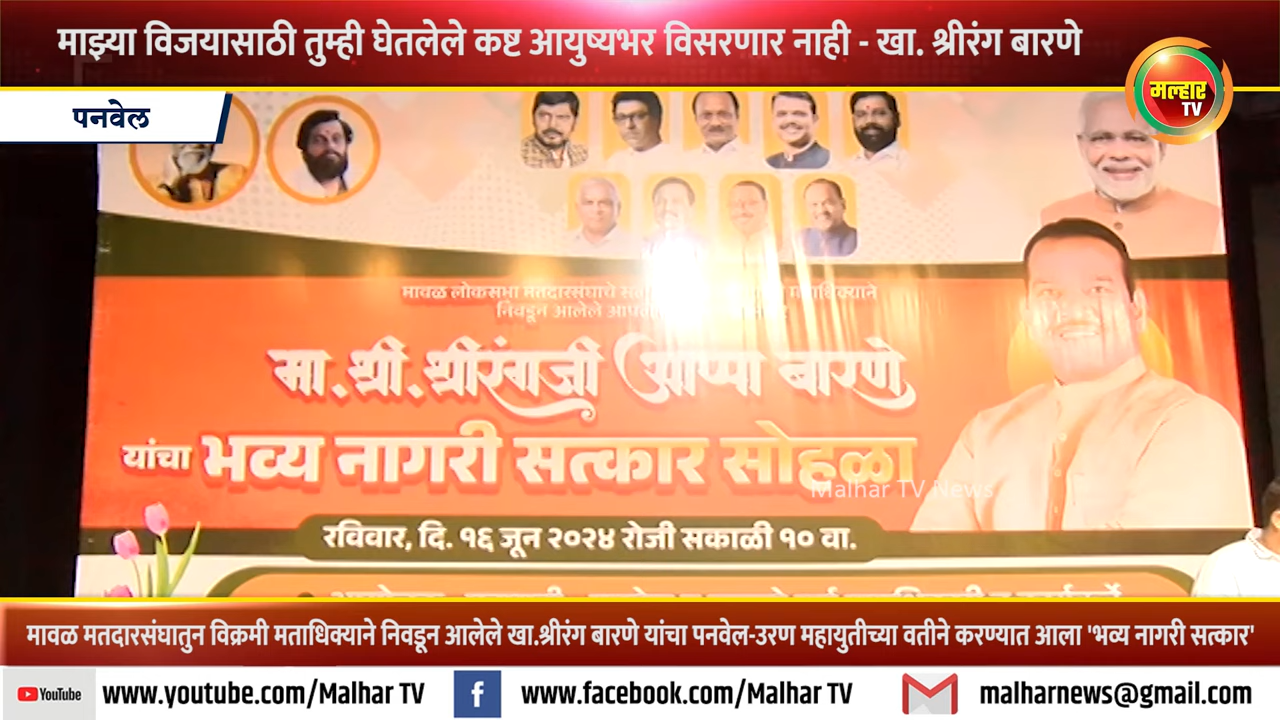 माझ्या विजयासाठी तुम्ही घेतलेले कष्ट आयुष्यभर विसरणार नाही - खा. श्रीरंग बारणे
मल्हार
TV
पनवेल
मावळ लोकसभा मतदारसंघाचे मताधिक्याने
निवडून आलेले
मा.श्री.श्रीरंगजी आप्पा बारणे
यांचा भव्य नागरी सत्कार सोहळा
Malhar TV News
रविवार, दि. १६ जून २०२४ रोजी सकाळी १० वा.
मावळ मतदारसंघातुन विक्रमी मताधिक्याने निवडून आलेले खा.श्रीरंग बारणे यांचा पनवेल-उरण महायुतीच्या वतीने करण्यात आला 'भव्य नागरी सत्कार'
YouTube www.youtube.com/Malhar TV f www.facebook.com/Malhar TV malharnews@gmail.com